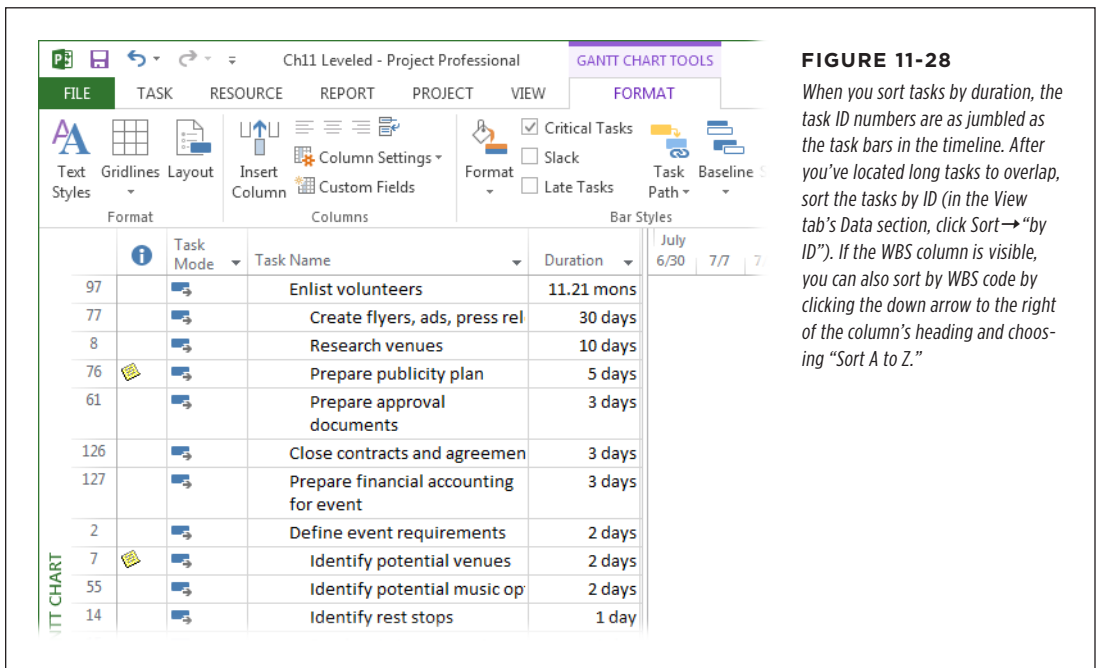 Ch11 Leveled - Project Professional
GANTT CHART TOOLS
FILE TASK RESOURCE REPORT PROJECT VIEW FORMAT
Text Styles
Gridlines
Layout
Format
Insert Column
Column Settings
Custom Fields
Columns
Format
Critical Tasks
Slack
Late Tasks
Task Path
Baseline
Bar Styles
Task Mode Task Name Duration
July
6/30 7/7
97 Enlist volunteers 11.21 mons
77 Create flyers, ads, press rel 30 days
8 Research venues 10 days
76 Prepare publicity plan 5 days
61 Prepare approval documents 3 days
126 Close contracts and agreemen 3 days
127 Prepare financial accounting for event 3 days
2 Define event requirements 2 days
7 Identify potential venues 2 days
55 Identify potential music op 2 days
14 Identify rest stops 1 day
TT CHART
FIGURE 11-28
When you sort tasks by duration, the
task ID numbers are as jumbled as
the task bars in the timeline. After
you've located long tasks to overlap,
sort the tasks by ID (in the View
tab's Data section, click Sort→"by
ID"). If the WBS column is visible,
you can also sort by WBS code by
clicking the down arrow to the right
of the column's heading and choos-
ing "Sort A to Z."